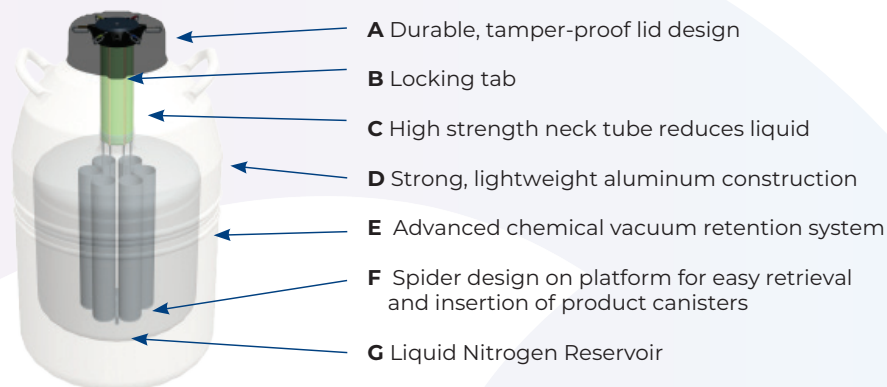 A Durable, tamper-proof lid design
B Locking tab
C High strength neck tube reduces liquid
D Strong, lightweight aluminum construction
E Advanced chemical vacuum retention system
F Spider design on platform for easy retrieval
and insertion of product canisters
G Liquid Nitrogen Reservoir